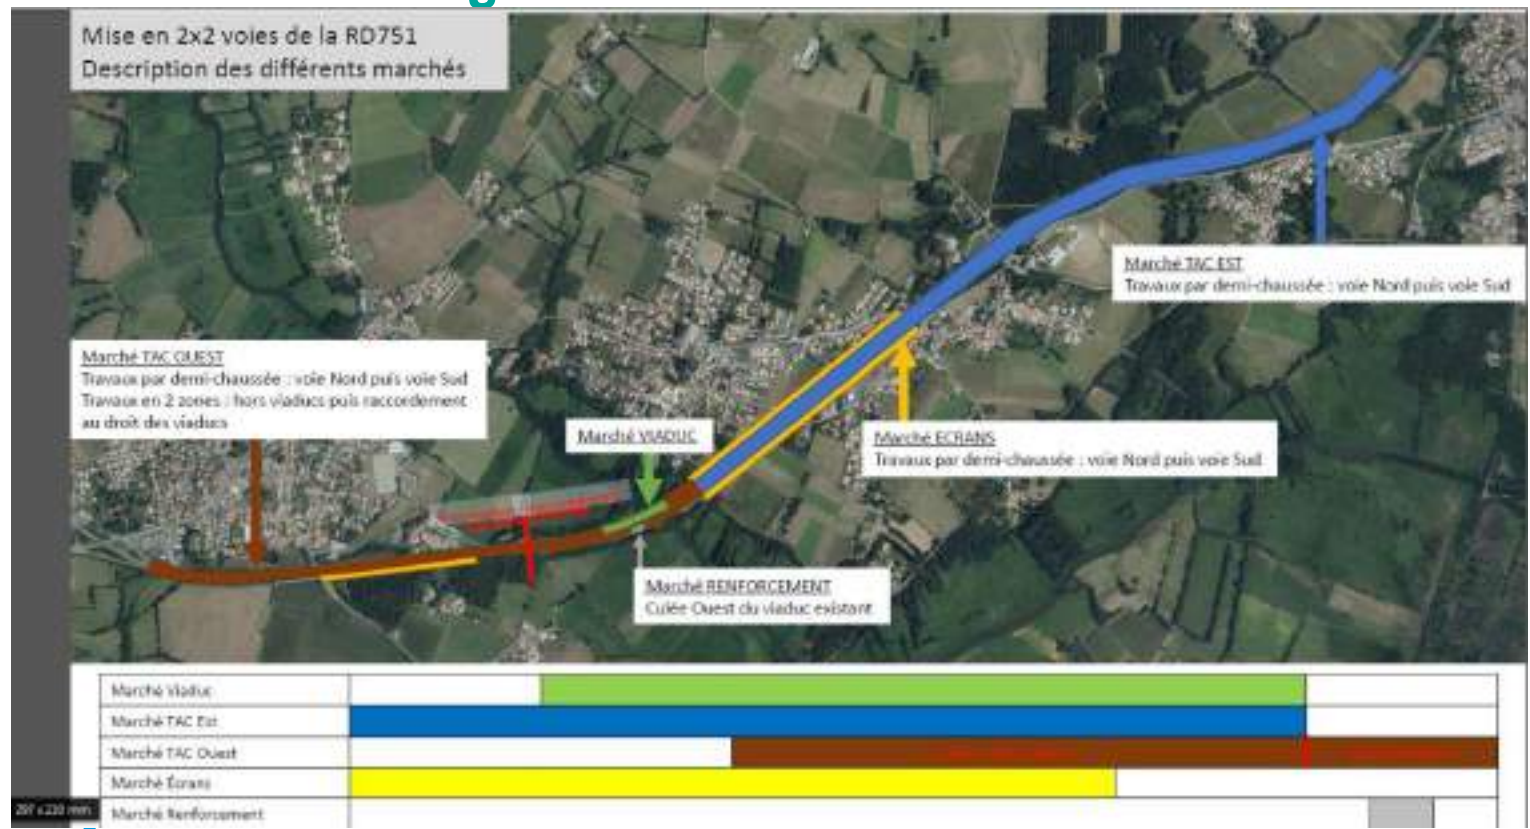 Mise en 2x2 voies de la RD751
Description des différents marchés
Marché TAC EST
Travaux par demi-chaussée : voie Nord puis voie Sud
Marché TAC OUEST
Travaux par demi-chaussée : voie Nord puis voie Sud
Travaux en 2 zones : hors viaducs puis raccordement
au droit des viaducs
Marché VIADUC
Marché ECRANS
Travaux par demi-chaussée : voie Nord puis voie Sud
Marché RENFORCEMENT
Culée Ouest du viaduc existant
Marché Viaduc
Marché TAC Est
Marché TAC Ouest
Marché Écrans
Marché Renforcement